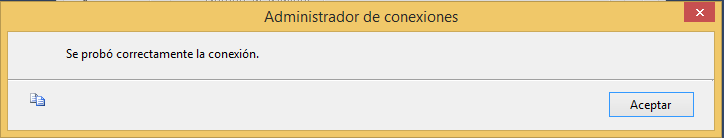 Administrador de conexiones
Se probó correctamente la conexión.
Aceptar